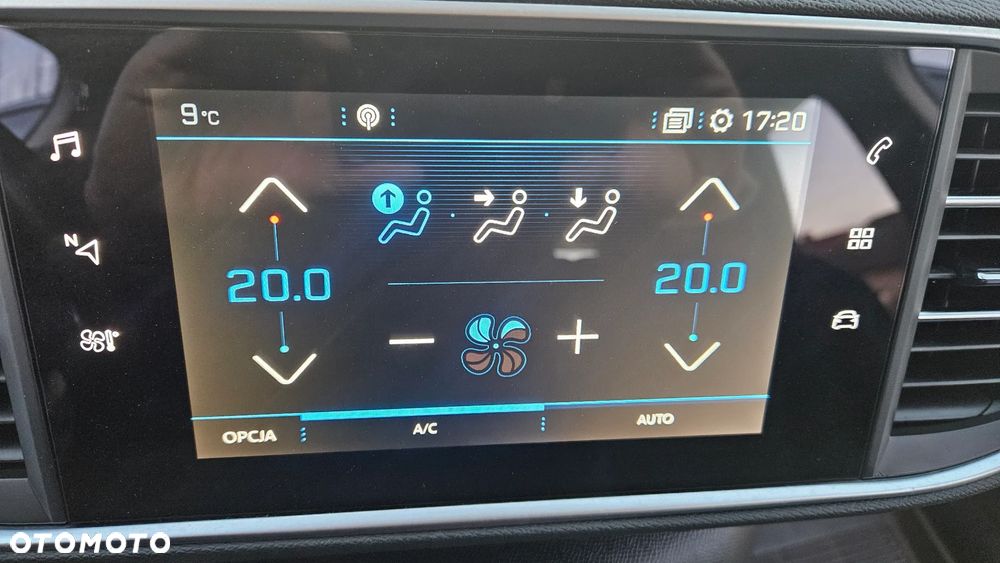 9°C 17:20
N
20.0 20.0
OPCJA A/C AUTO
OTOMOTO